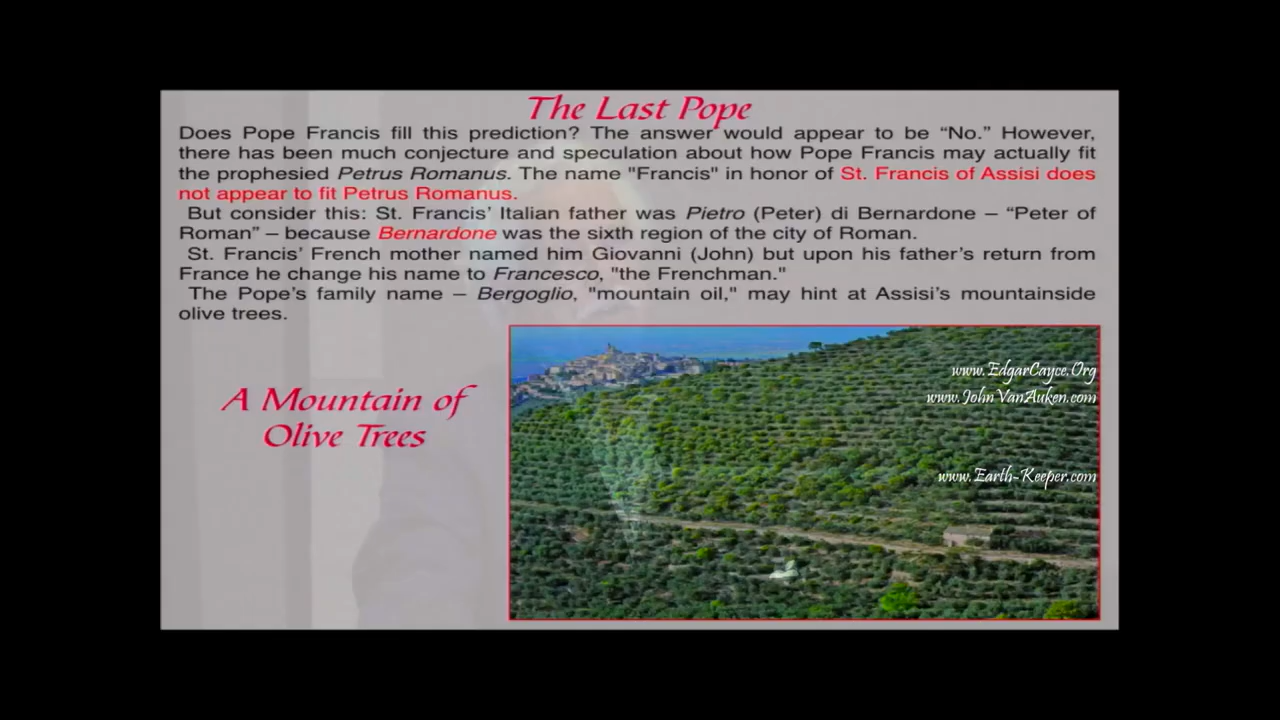 The Last Pope
Does Pope Francis fill this prediction? The answer would appear to be “No.” However,
there has been much conjecture and speculation about how Pope Francis may actually fit
the prophesied Petrus Romanus. The name "Francis" in honor of St. Francis of Assisi does
not appear to fit Petrus Romanus.
But consider this: St. Francis’ Italian father was Pietro (Peter) di Bernardone – “Peter of
Roman” – because Bernardone was the sixth region of the city of Roman.
St. Francis’ French mother named him Giovanni (John) but upon his father’s return from
France he change his name to Francesco, "the Frenchman."
The Pope’s family name – Bergoglio, "mountain oil," may hint at Assisi’s mountainside
olive trees.
A Mountain of
Olive Trees
www.EdgarCayce.Org
www.JohnVanAuken.com
www.Earth-Keeper.com